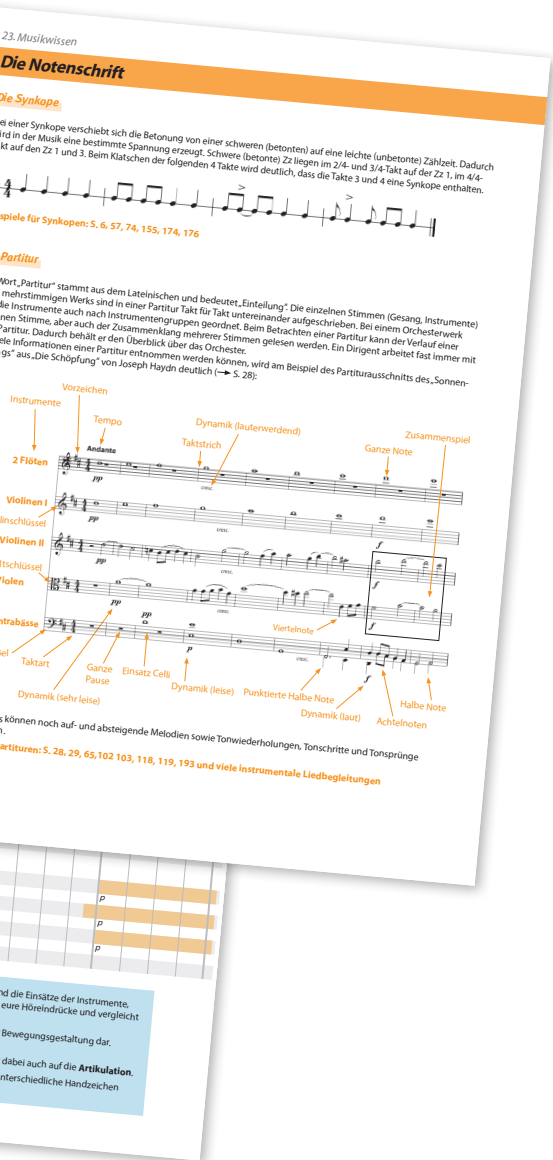 23. Musikwissen
Die Notenschrift
Die Synkope
ei einer Synkope verschiebt sich die Betonung von einer schweren (betonten) auf eine leichte (unbetonte) Zählzeit. Dadurch
ird in der Musik eine bestimmte Spannung erzeugt. Schwere (betonte) Zz liegen im 2/4- und 3/4-Takt auf der Zz 1, im 4/4-
kt auf den Zz 1 und 3. Beim Klatschen der folgenden 4 Takte wird deutlich, dass die Takte 3 und 4 eine Synkope enthalten.
spiele für Synkopen: S. 6, 57, 74, 155, 174, 176
Partitur
Wort „Partitur“ stammt aus dem Lateinischen und bedeutet „Einteilung“. Die einzelnen Stimmen (Gesang, Instrumente)
mehrstimmigen Werks sind in einer Partitur Takt für Takt untereinander aufgeschrieben. Bei einem Orchesterwerk
die Instrumente auch nach Instrumentengruppen geordnet. Beim Betrachten einer Partitur kann der Verlauf einer
nen Stimme, aber auch der Zusammenklang mehrerer Stimmen gelesen werden. Ein Dirigent arbeitet fast immer mit
Partitur. Dadurch behält er den Überblick über das Orchester.
ele Informationen einer Partitur entnommen werden können, wird am Beispiel des Partiturausschnitts des „Sonnen-
gs“ aus „Die Schöpfung“ von Joseph Haydn deutlich (→ S. 28):
Vorzeichen
Instrumente
Tempo
Dynamik (lauterwerdend)
Zusammenspiel
Taktstrich
Ganze Note
Andante
2 Flöten
pp
cresc.
Violinen I
pp
cresc.
f
linschlüssel
Violinen II
pp
cresc.
f
ltschlüssel
Violen
pp
cresc.
f
Viertelnote
pp
ntrabässe
p
f
sel
Taktart
Ganze
Pause
Einsatz Celli
Dynamik (leise)
Punktierte Halbe Note
Halbe Note
Dynamik (sehr leise)
Dynamik (laut)
Achtelnoten
s können noch auf- und absteigende Melodien sowie Tonwiederholungen, Tonschritte und Tonsprünge
n.
artituren: S. 28, 29, 65,102 103, 118, 119, 193 und viele instrumentale Liedbegleitungen
p
p
p
nd die Einsätze der Instrumente,
eure Höreindrücke und vergleicht
Bewegungsgestaltung dar.
dabei auch auf die Artikulation.
nterschiedliche Handzeichen